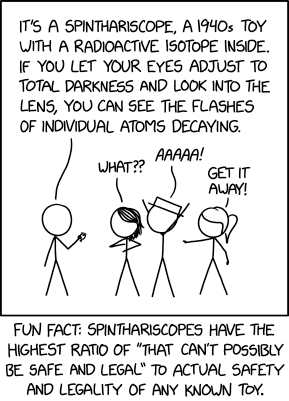 IT'S A SPINTHARISCOPE, A 1940s TOY
WITH A RADIOACTIVE ISOTOPE INSIDE.
IF YOU LET YOUR EYES ADJUST TO
TOTAL DARKNESS AND LOOK INTO THE
LENS, YOU CAN SEE THE FLASHES
OF INDIVIDUAL ATOMS DECAYING.
WHAT??
AAAAA!
GET IT
AWAY!
FUN FACT: SPINTHARISCOPES HAVE THE
HIGHEST RATIO OF "THAT CAN'T POSSIBLY
BE SAFE AND LEGAL" TO ACTUAL SAFETY
AND LEGALITY OF ANY KNOWN TOY.